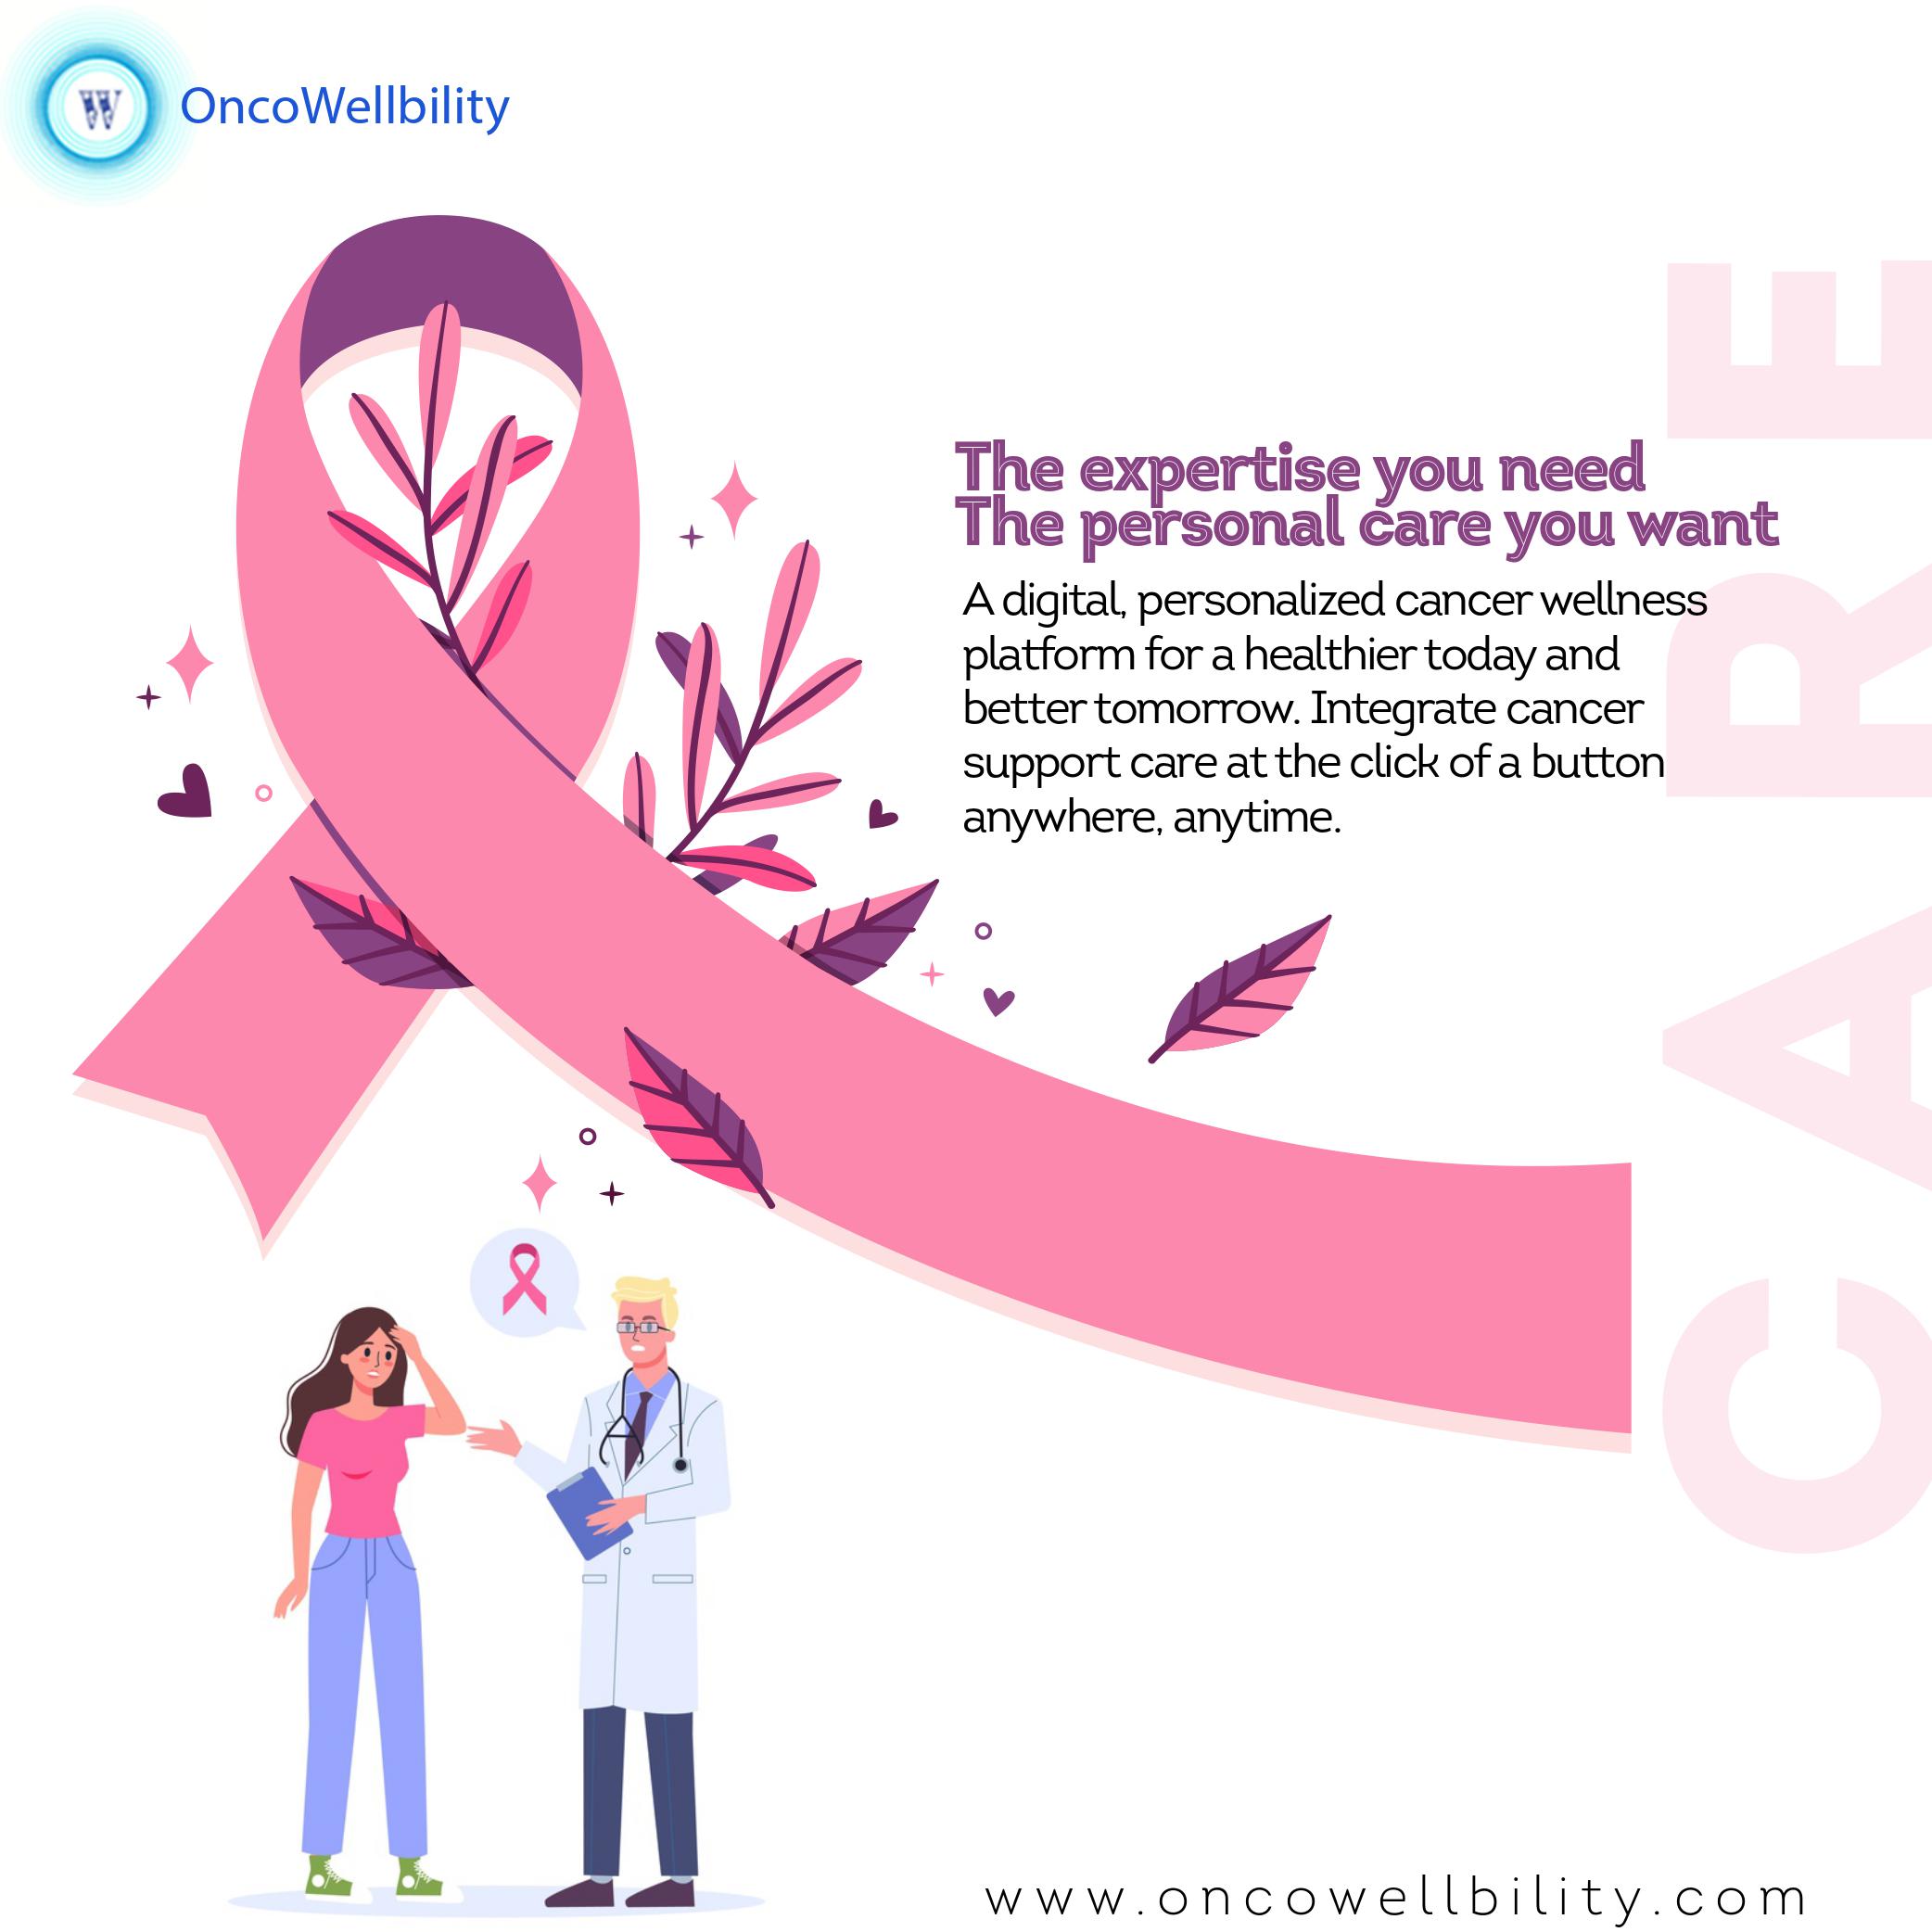 W
OncoWellbility
The expertise you need
The personal care you want
A digital, personalized cancer wellness
platform for a healthier today and
better tomorrow. Integrate cancer
support care at the click of a button
anywhere, anytime.
CARE
www.oncowellbility.com